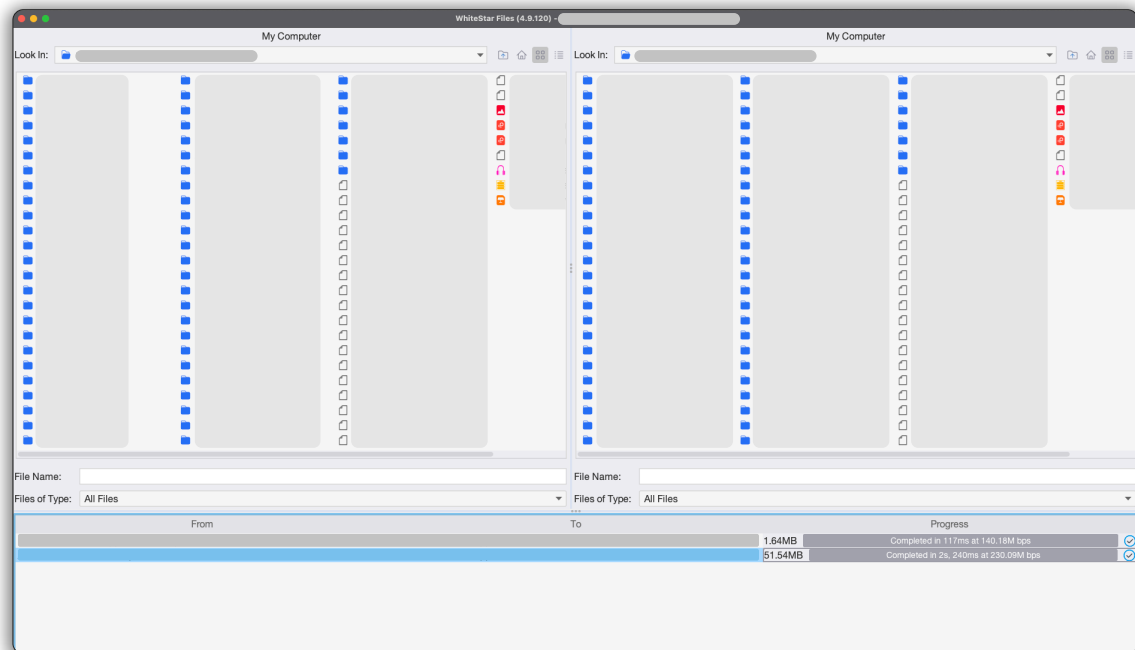 WhiteStar Files (4.9.120) -
My Computer
My Computer
Look In:
Look In:
File Name:
File Name:
Files of Type: All Files
Files of Type: All Files
From To Progress
1.64MB Completed in 117ms at 140.18M bps
51.54MB Completed in 2s, 240ms at 230.09M bps